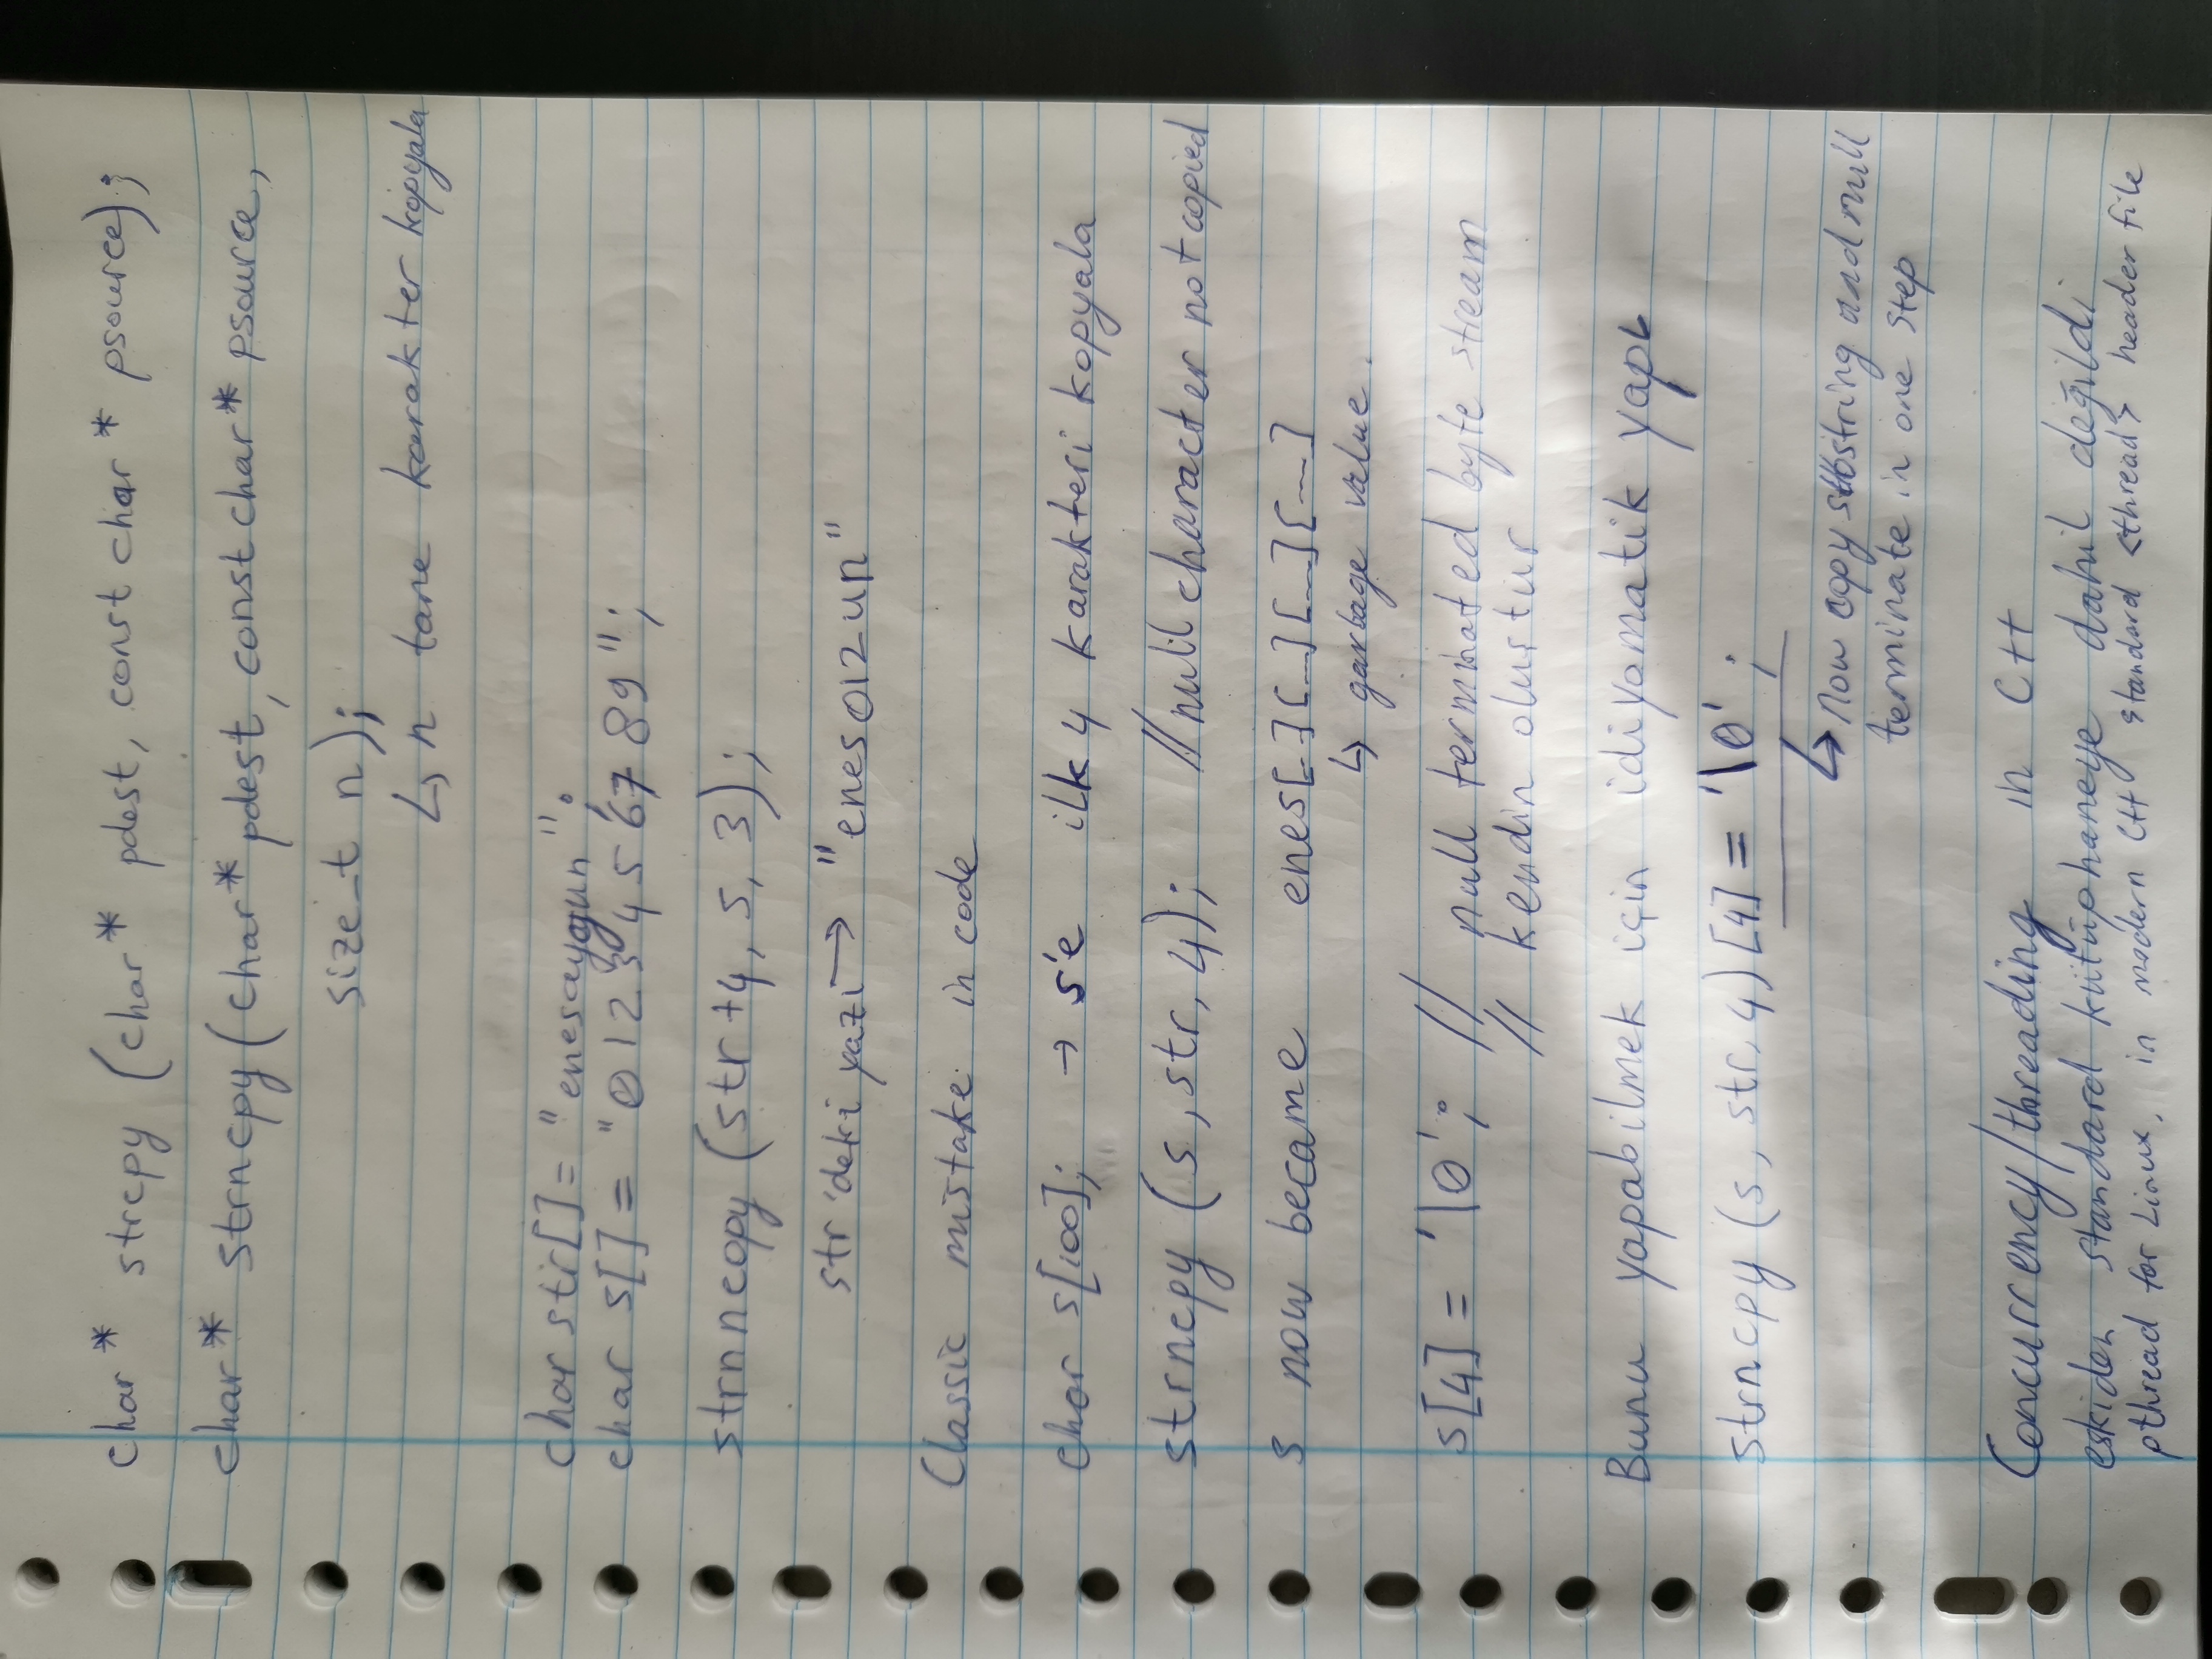 char* strcpy (char* pdest, const char* psource);
char* strncpy (char* pdest, const char* psource,
size_t n);
↳ n tane karakter kopyala
char str[] = "enesaygun";
char s[] = "0123456789";
strnncopy (str+4, s, 3);
str'deki yazı → "enes012un"
Classic mistake in code
char s[100]; → s'e ilk 4 karakteri kopyala
strncpy (s, str, 4); // null character not copied
s now became enes[_][_][_][_]
↳ garbage value.
s[4] = '\0'; // null terminated byte stream
// kendin oluştur
Bunu yapabilmek için idiyomatik yapı
strncpy (s, str, 4)[4] = '\0';
↳ now copy substring and null
terminate in one step
Concurrency/threading in C++
eskiden standard kütüphaneye dahil değildi
pthread for Linux, in modern C++ standard <thread> header file